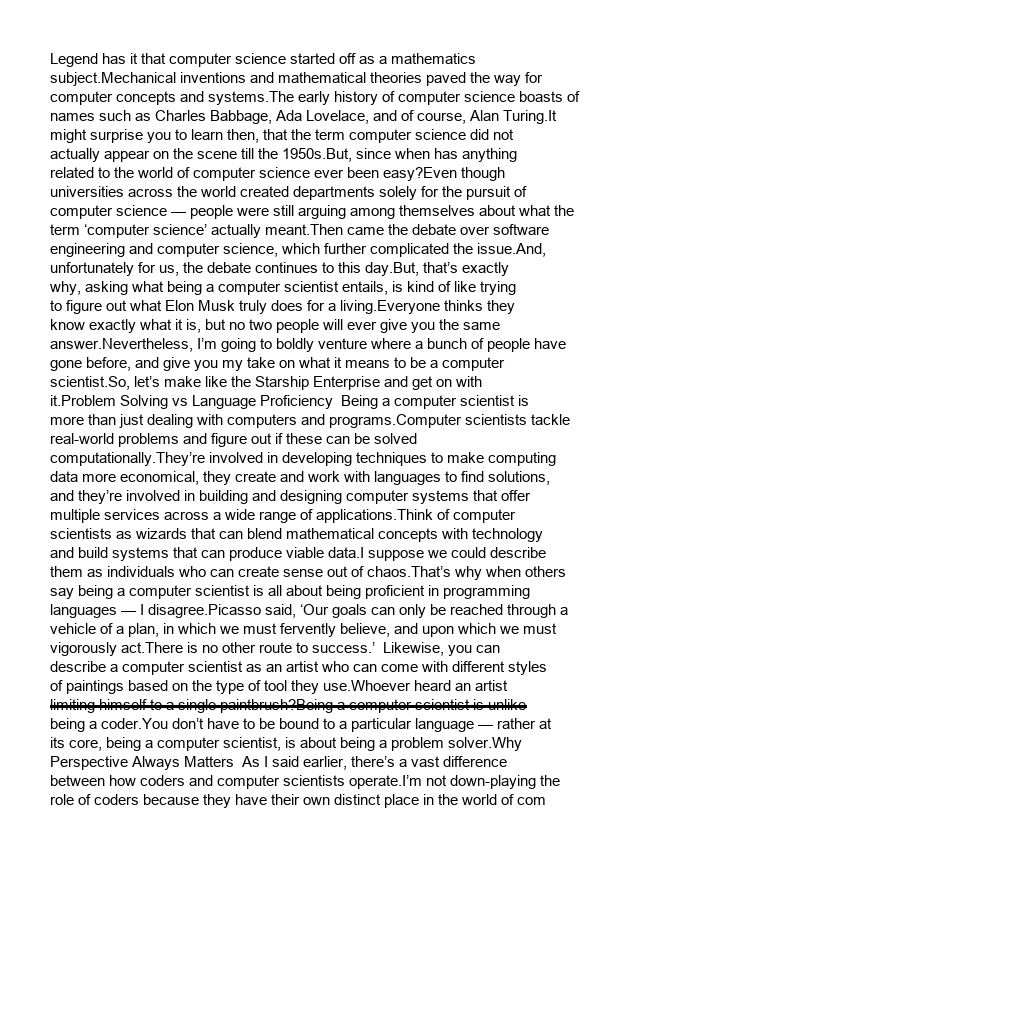 Legend has it that computer science started off as a mathematics
subject.Mechanical inventions and mathematical theories paved the way for
computer concepts and systems.The early history of computer science boasts of
names such as Charles Babbage, Ada Lovelace, and of course, Alan Turing.It
might surprise you to learn then, that the term computer science did not
actually appear on the scene till the 1950s.But, since when has anything
related to the world of computer science ever been easy?Even though
universities across the world created departments solely for the pursuit of
computer science — people were still arguing among themselves about what the
term ‘computer science’ actually meant.Then came the debate over software
engineering and computer science, which further complicated the issue.And,
unfortunately for us, the debate continues to this day.But, that’s exactly
why, asking what being a computer scientist entails, is kind of like trying
to figure out what Elon Musk truly does for a living.Everyone thinks they
know exactly what it is, but no two people will ever give you the same
answer.Nevertheless, I’m going to boldly venture where a bunch of people have
gone before, and give you my take on what it means to be a computer
scientist.So, let’s make like the Starship Enterprise and get on with
it.Problem Solving vs Language Proficiency  Being a computer scientist is
more than just dealing with computers and programs.Computer scientists tackle
real-world problems and figure out if these can be solved
computationally.They’re involved in developing techniques to make computing
data more economical, they create and work with languages to find solutions,
and they’re involved in building and designing computer systems that offer
multiple services across a wide range of applications.Think of computer
scientists as wizards that can blend mathematical concepts with technology
and build systems that can produce viable data.I suppose we could describe
them as individuals who can create sense out of chaos.That’s why when others
say being a computer scientist is all about being proficient in programming
languages — I disagree.Picasso said, ‘Our goals can only be reached through a
vehicle of a plan, in which we must fervently believe, and upon which we must
vigorously act.There is no other route to success.’  Likewise, you can
describe a computer scientist as an artist who can come with different styles
of paintings based on the type of tool they use.Whoever heard an artist
limiting himself to a single paintbrush?Being a computer scientist is unlike
being a coder.You don’t have to be bound to a particular language — rather at
its core, being a computer scientist, is about being a problem solver.Why
Perspective Always Matters  As I said earlier, there’s a vast difference
between how coders and computer scientists operate.I’m not down-playing the
role of coders because they have their own distinct place in the world of com